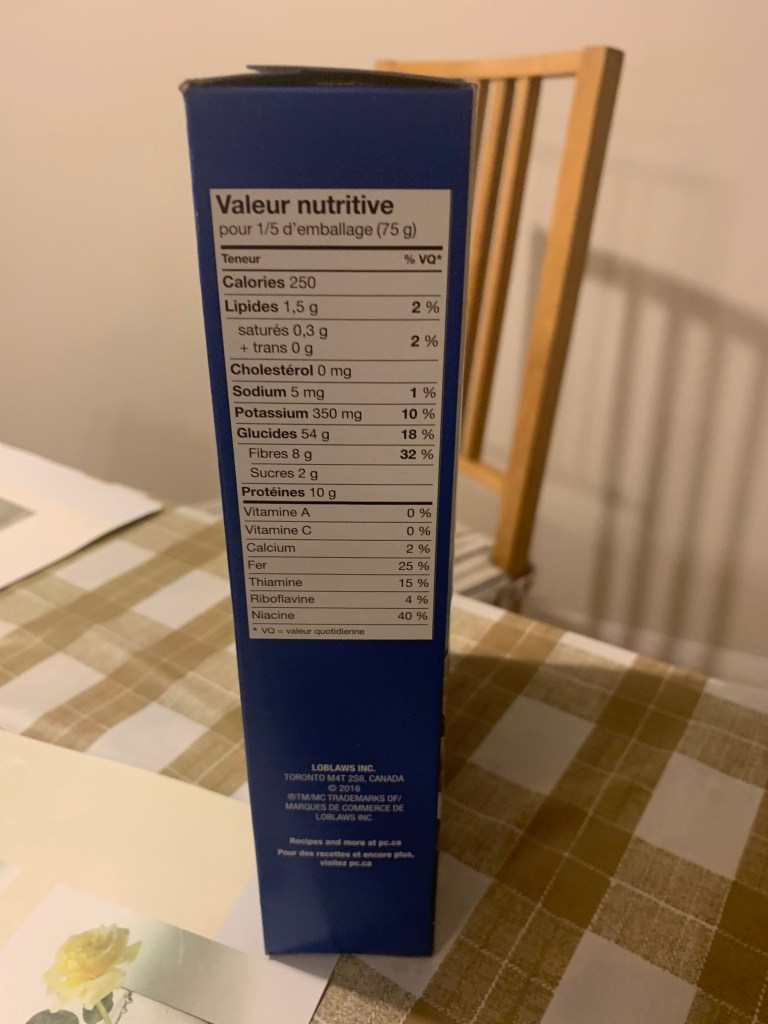 Valeur nutritive
pour 1/5 d'emballage (75 g)
Teneur % VQ*
Calories 250
Lipides 1,5 g 2 %
saturés 0,3 g
+ trans 0 g 2 %
Cholestérol 0 mg
Sodium 5 mg 1 %
Potassium 350 mg 10 %
Glucides 54 g 18 %
Fibres 8 g 32 %
Sucres 2 g
Protéines 10 g
Vitamine A 0 %
Vitamine C 0 %
Calcium 2 %
Fer 25 %
Thiamine 15 %
Riboflavine 4 %
Niacine 40 %
* VQ = valeur quotidienne
LOBLAWS INC.
TORONTO M4T 2S8, CANADA
© 2016
®TM/MC TRADEMARKS OF/
MARQUES DE COMMERCE DE
LOBLAWS INC.
Recipes and more at pc.ca
Pour des recettes et encore plus,
visitez pc.ca